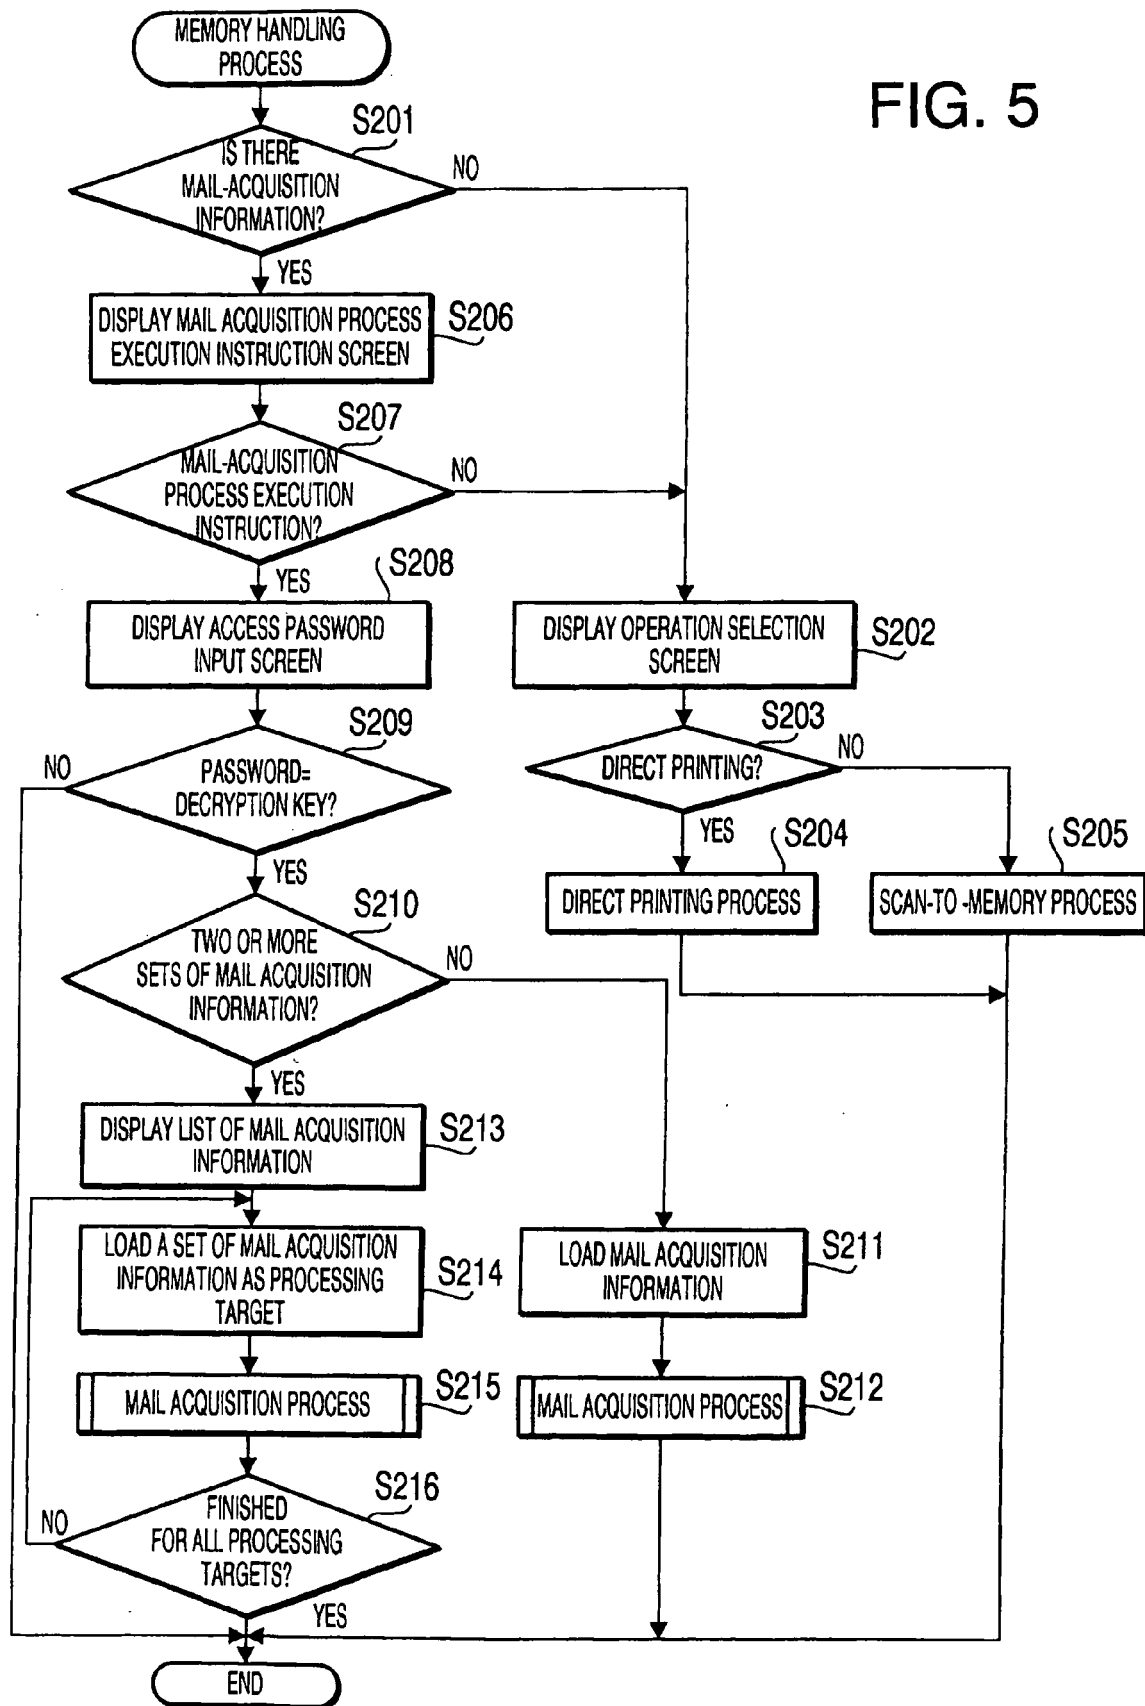 MEMORY HANDLING
PROCESS
FIG. 5
S201
IS THERE
MAIL-ACQUISITION
INFORMATION?
NO
YES
DISPLAY MAIL ACQUISITION PROCESS
EXECUTION INSTRUCTION SCREEN
S206
S207
MAIL-ACQUISITION
PROCESS EXECUTION
INSTRUCTION?
NO
YES
S208
DISPLAY ACCESS PASSWORD
INPUT SCREEN
DISPLAY OPERATION SELECTION
SCREEN
S202
S209
NO
PASSWORD=
DECRYPTION KEY?
YES
S203
DIRECT PRINTING?
NO
YES
S204
DIRECT PRINTING PROCESS
S205
SCAN-TO -MEMORY PROCESS
S210
TWO OR MORE
SETS OF MAIL ACQUISITION
INFORMATION?
NO
YES
DISPLAY LIST OF MAIL ACQUISITION
INFORMATION
S213
LOAD A SET OF MAIL ACQUISITION
INFORMATION AS PROCESSING
TARGET
S214
LOAD MAIL ACQUISITION
INFORMATION
S211
MAIL ACQUISITION PROCESS
S215
MAIL ACQUISITION PROCESS
S212
S216
NO
FINISHED
FOR ALL PROCESSING
TARGETS?
YES
END